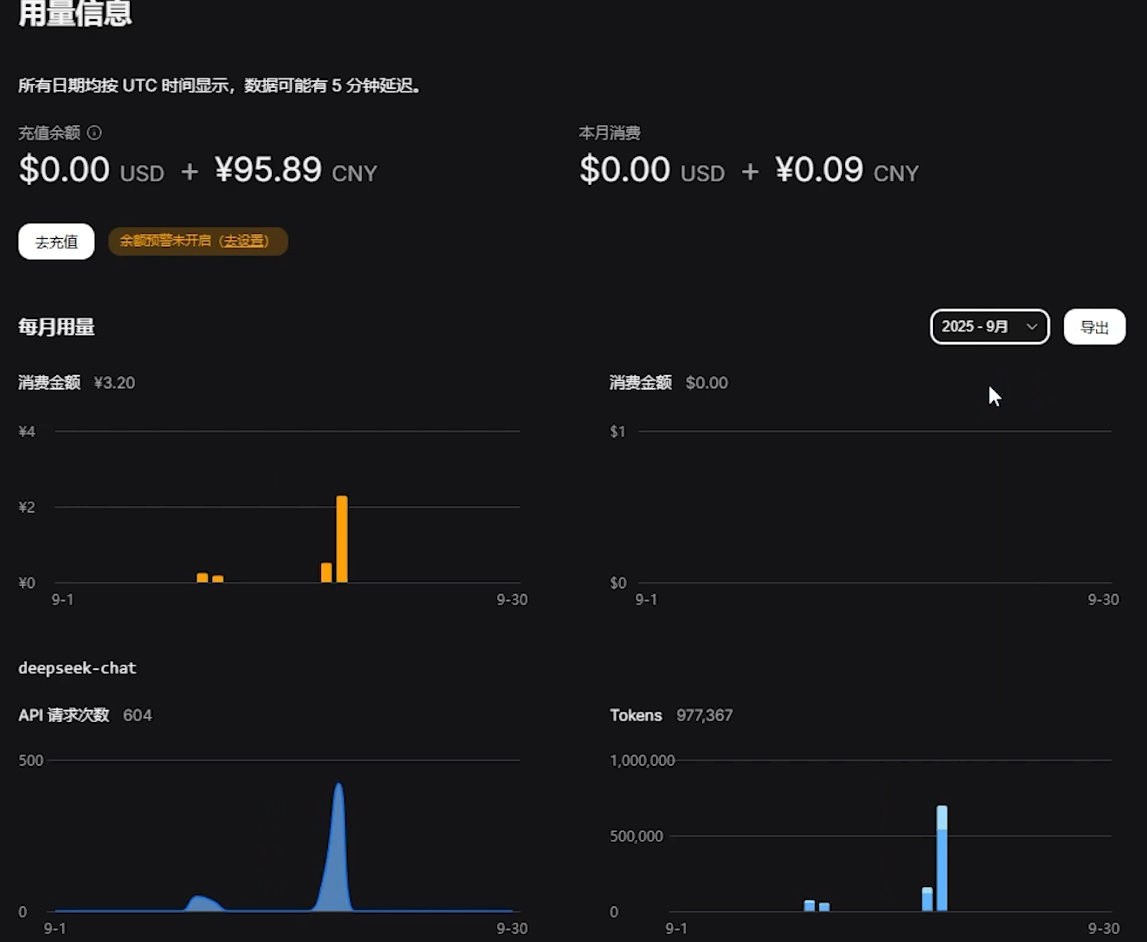 用量信息
所有日期均按 UTC 时间显示，数据可能有 5 分钟延迟。
充值余额
$0.00 USD + ¥95.89 CNY
本月消费
$0.00 USD + ¥0.09 CNY
去充值
余额预警未开启（去设置）
每月用量
2025 - 9月
导出
消费金额 ¥3.20
¥4
¥2
¥0
9-1
9-30
消费金额 $0.00
$1
$0
9-1
9-30
deepseek-chat
API 请求次数 604
500
0
9-1
9-30
Tokens 977,367
1,000,000
500,000
0
9-1
9-30